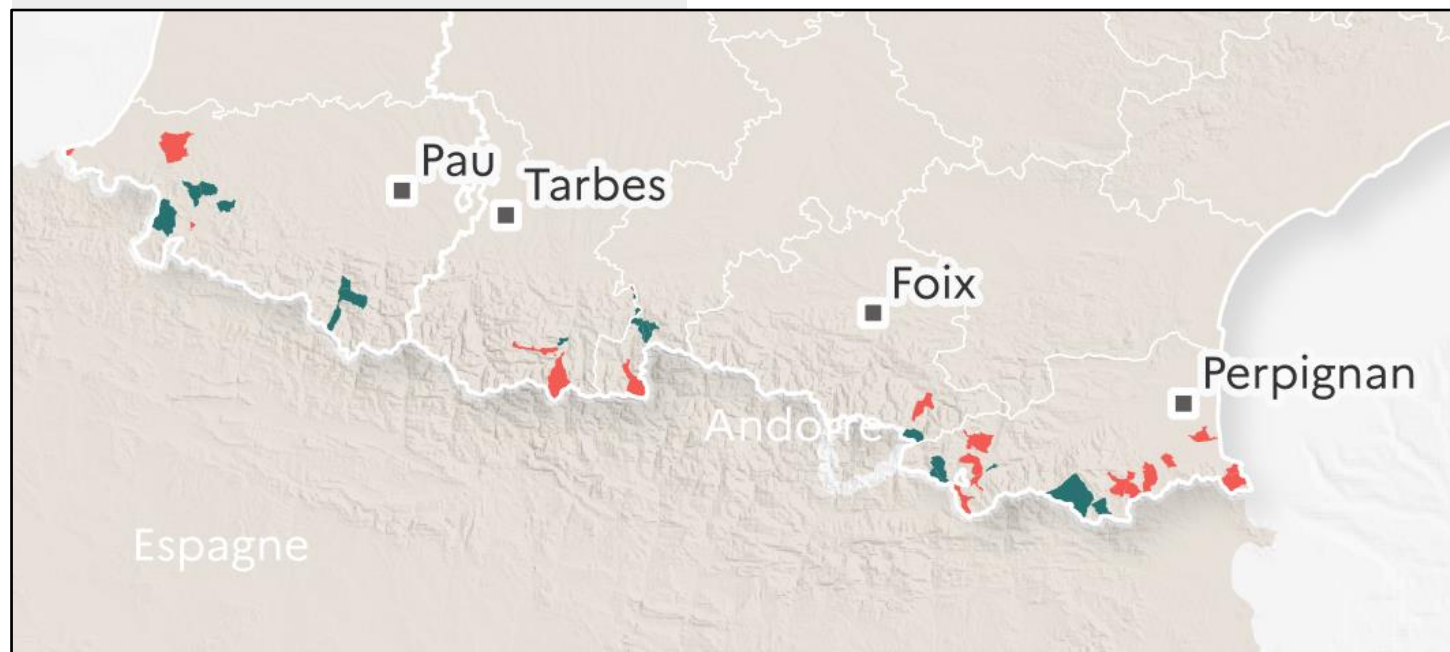 Pau
Tarbes
Foix
Perpignan
Andorre
Espagne